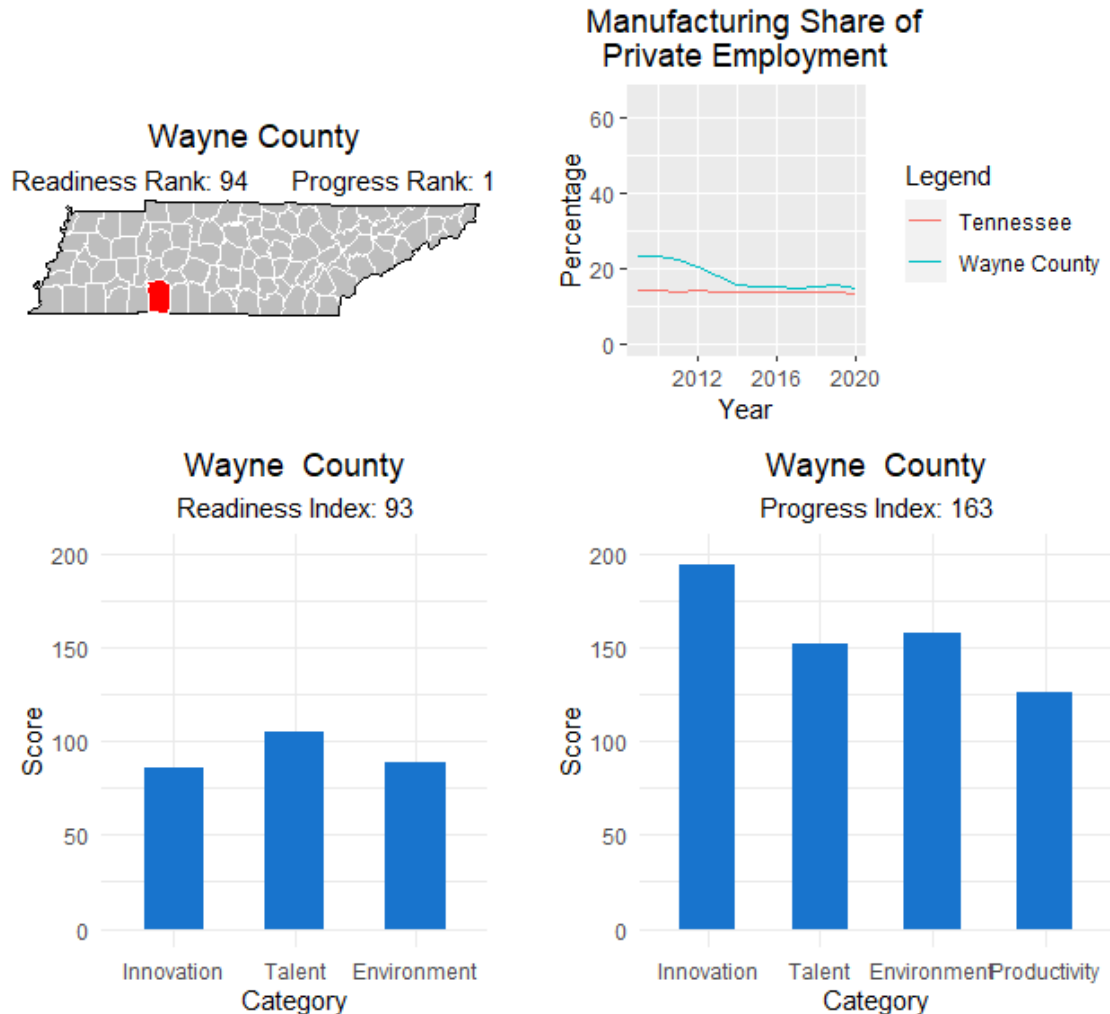 Wayne County
Readiness Rank: 94 Progress Rank: 1
Manufacturing Share of
Private Employment
60
40
20
0
Percentage
2012 2016 2020
Year
Legend
Tennessee
Wayne County
Wayne County
Readiness Index: 93
200
150
100
50
0
Score
Innovation Talent Environment
Category
Wayne County
Progress Index: 163
200
150
100
50
0
Score
Innovation Talent Environment Productivity
Category